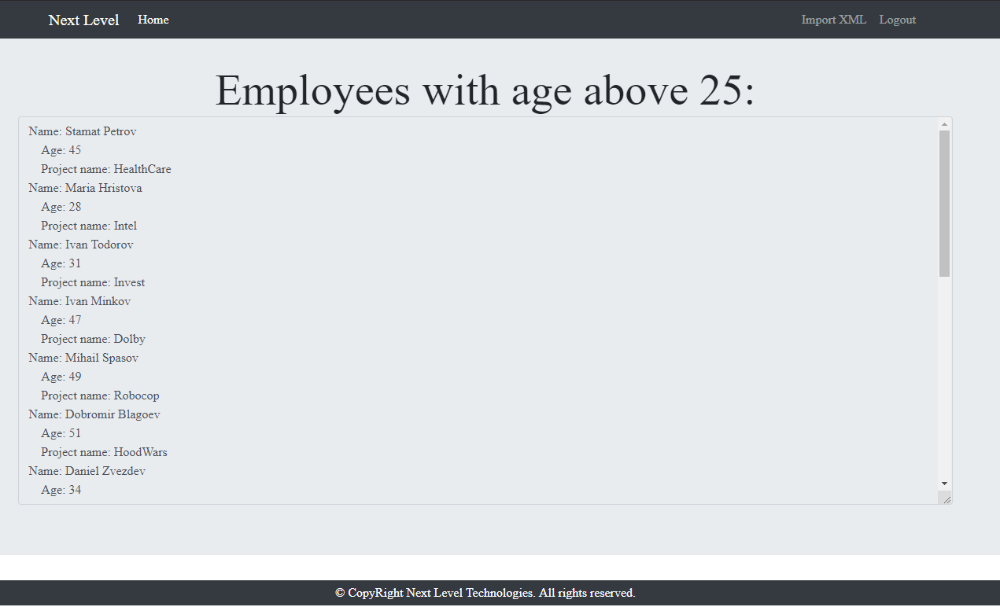 Next Level Home Import XML Logout
Employees with age above 25:
Name: Stamat Petrov
Age: 45
Project name: HealthCare
Name: Maria Hristova
Age: 28
Project name: Intel
Name: Ivan Todorov
Age: 31
Project name: Invest
Name: Ivan Minkov
Age: 47
Project name: Dolby
Name: Mihail Spasov
Age: 49
Project name: Robocop
Name: Dobromir Blagoev
Age: 51
Project name: HoodWars
Name: Daniel Zvezdev
Age: 34
© CopyRight Next Level Technologies. All rights reserved.